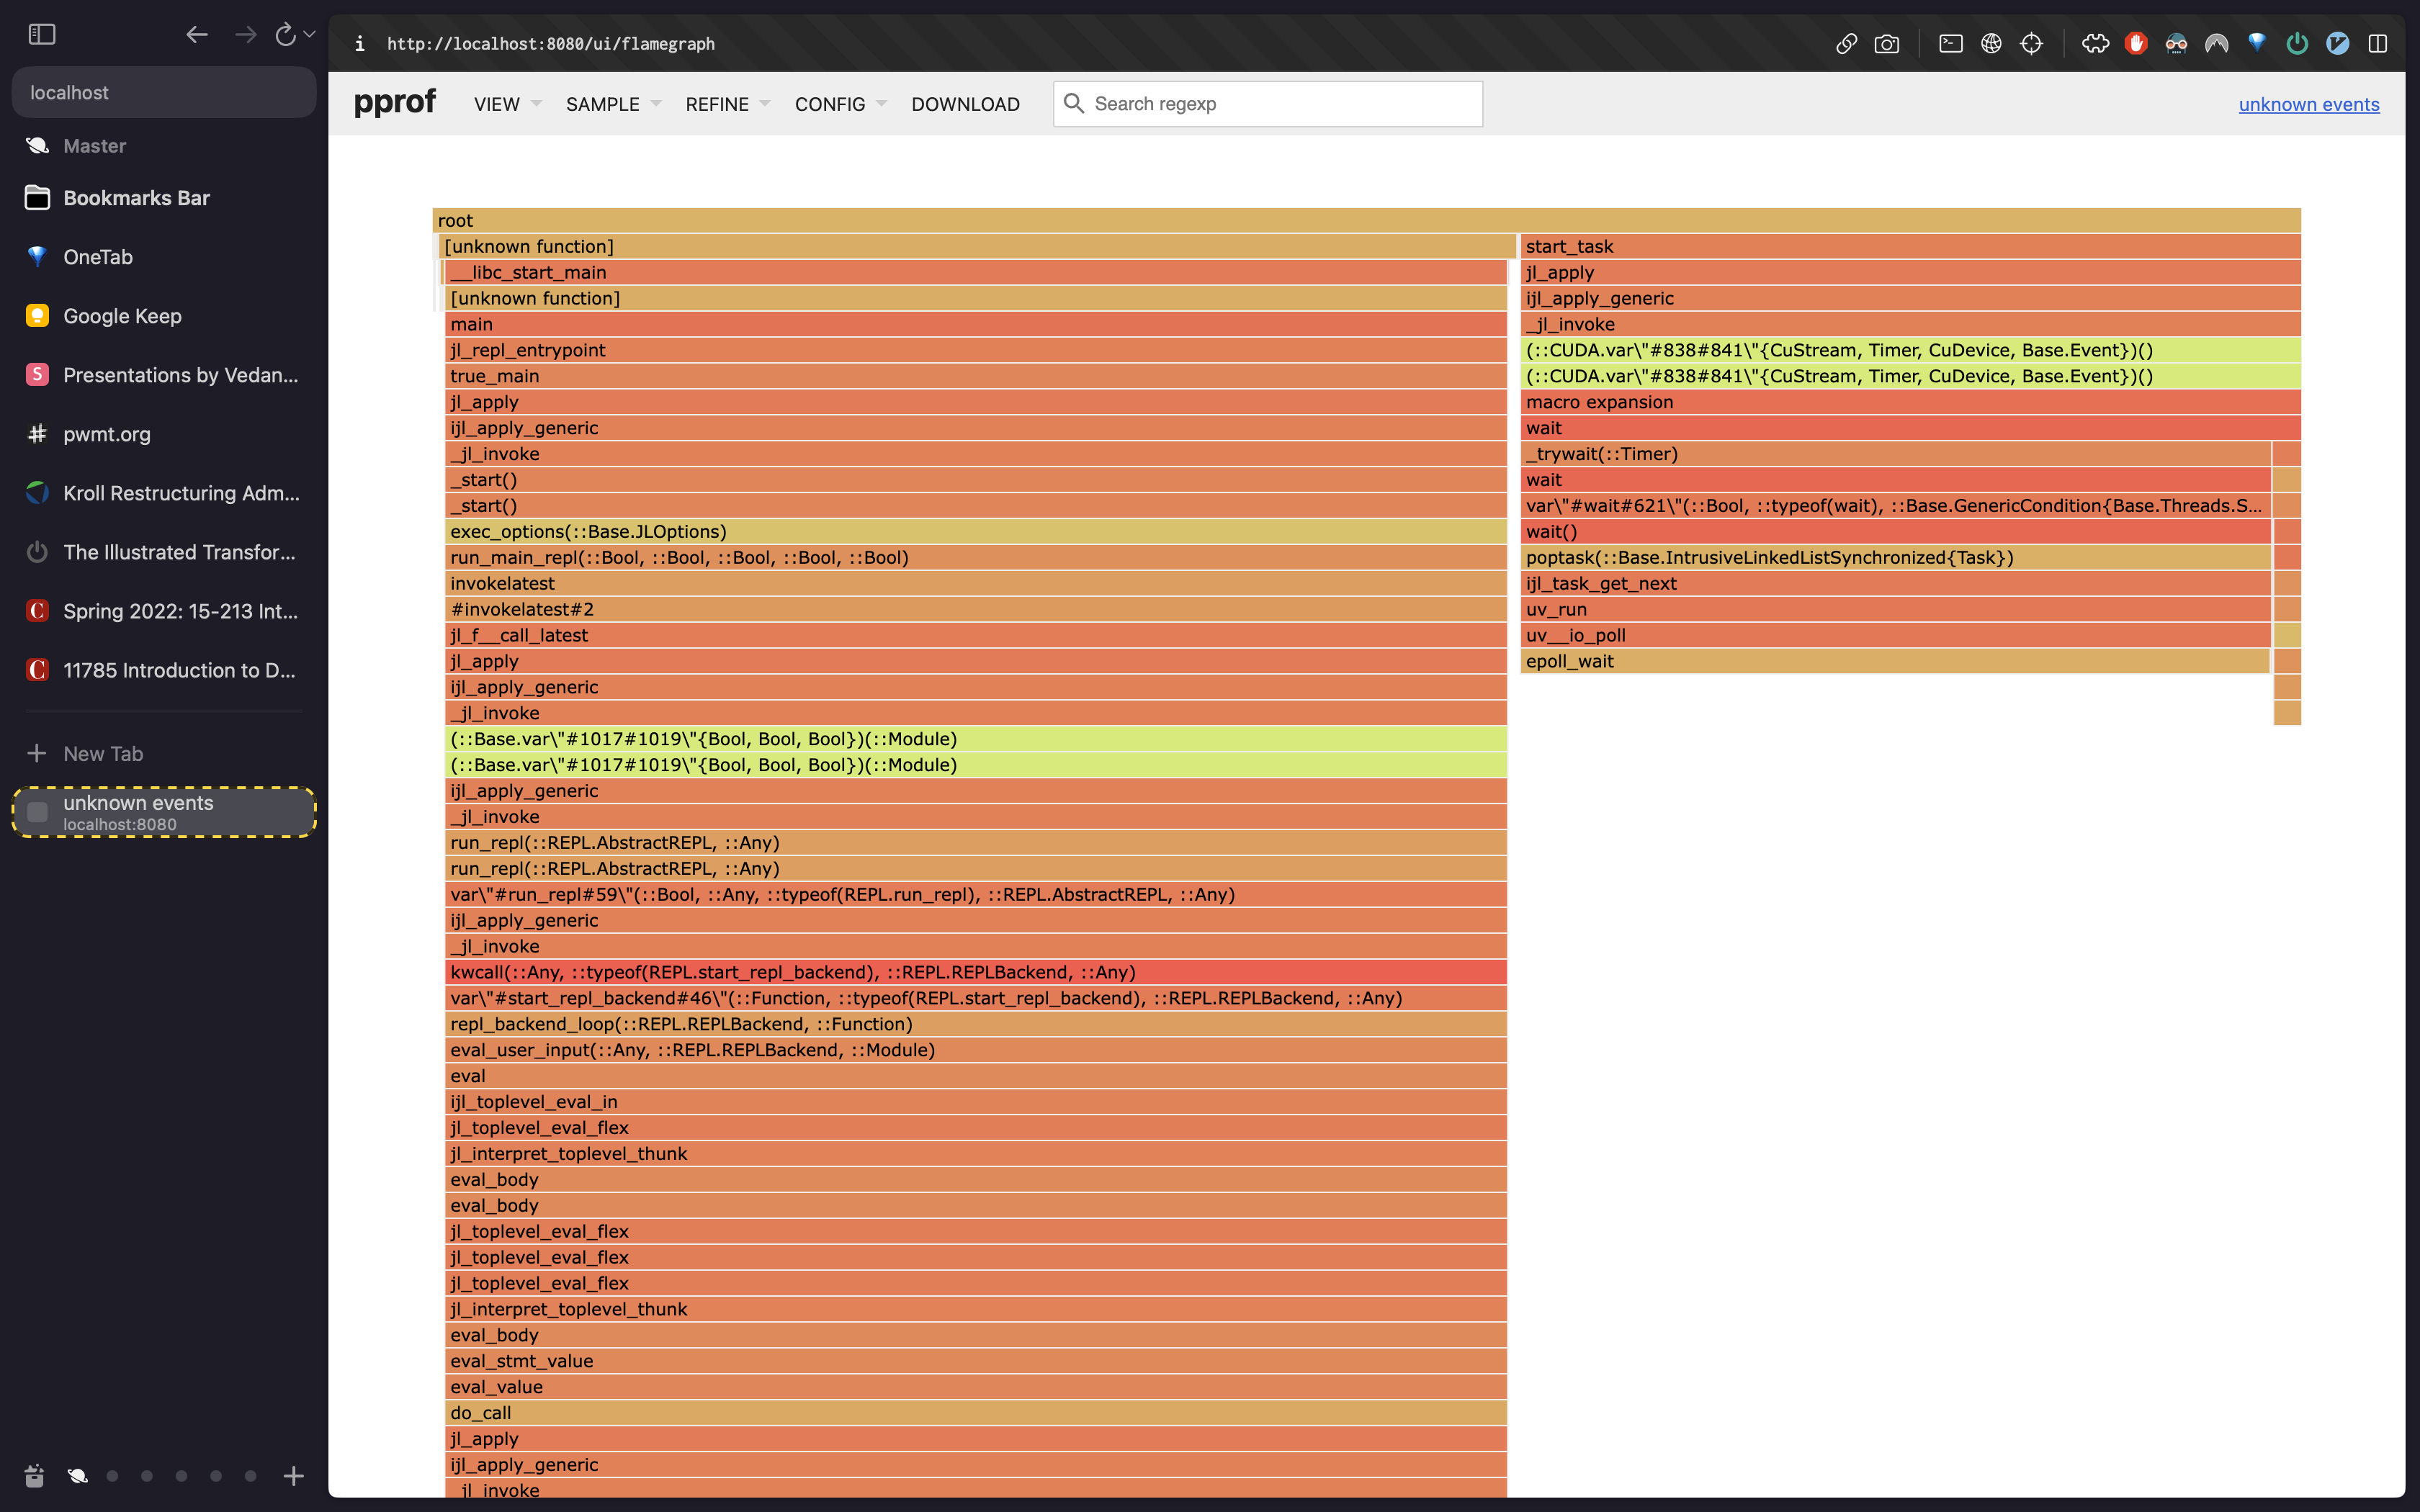 localhost
Master
Bookmarks Bar
OneTab
Google Keep
Presentations by Vedan...
pwmt.org
Kroll Restructuring Adm...
The Illustrated Transfor...
Spring 2022: 15-213 Int...
11785 Introduction to D...
New Tab
unknown events
localhost:8080
http://localhost:8080/ui/flamegraph
pprof VIEW SAMPLE REFINE CONFIG DOWNLOAD Search regexp unknown events
root
[unknown function]
__libc_start_main
[unknown function]
main
jl_repl_entrypoint
true_main
jl_apply
ijl_apply_generic
_jl_invoke
_start()
_start()
exec_options(::Base.JLOptions)
run_main_repl(::Bool, ::Bool, ::Bool, ::Bool, ::Bool)
invokelatest
#invokelatest#2
jl_f__call_latest
jl_apply
ijl_apply_generic
_jl_invoke
(::Base.var\"#1017#1019\"{Bool, Bool, Bool})(::Module)
(::Base.var\"#1017#1019\"{Bool, Bool, Bool})(::Module)
ijl_apply_generic
_jl_invoke
run_repl(::REPL.AbstractREPL, ::Any)
run_repl(::REPL.AbstractREPL, ::Any)
var\"#run_repl#59\"(::Bool, ::Any, ::typeof(REPL.run_repl), ::REPL.AbstractREPL, ::Any)
ijl_apply_generic
_jl_invoke
kwcall(::Any, ::typeof(REPL.start_repl_backend), ::REPL.REPLBackend, ::Any)
var\"#start_repl_backend#46\"(::Function, ::typeof(REPL.start_repl_backend), ::REPL.REPLBackend, ::Any)
repl_backend_loop(::REPL.REPLBackend, ::Function)
eval_user_input(::Any, ::REPL.REPLBackend, ::Module)
eval
ijl_toplevel_eval_in
jl_toplevel_eval_flex
jl_interpret_toplevel_thunk
eval_body
eval_body
jl_toplevel_eval_flex
jl_toplevel_eval_flex
jl_toplevel_eval_flex
jl_interpret_toplevel_thunk
eval_body
eval_stmt_value
eval_value
do_call
jl_apply
ijl_apply_generic
_jl_invoke
start_task
jl_apply
ijl_apply_generic
_jl_invoke
(::CUDA.var\"#838#841\"{CuStream, Timer, CuDevice, Base.Event})()
(::CUDA.var\"#838#841\"{CuStream, Timer, CuDevice, Base.Event})()
macro expansion
wait
_trywait(::Timer)
wait
var\"#wait#621\"(::Bool, ::typeof(wait), ::Base.GenericCondition{Base.Threads.S...
wait()
poptask(::Base.IntrusiveLinkedListSynchronized{Task})
ijl_task_get_next
uv_run
uv__io_poll
epoll_wait